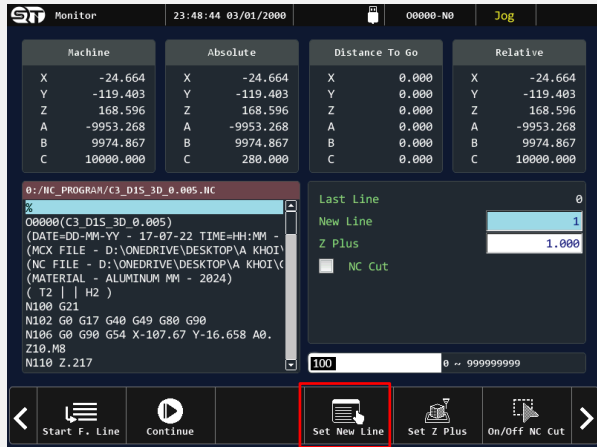 ST Monitor 23:48:44 03/01/2000 O0000-N0 Jog
Machine Absolute Distance To Go Relative
X -24.664 X -24.664 X 0.000 X -24.664
Y -119.403 Y -119.403 Y 0.000 Y -119.403
Z 168.596 Z 168.596 Z 0.000 Z 168.596
A -9953.268 A -9953.268 A 0.000 A -9953.268
B 9974.867 B 9974.867 B 0.000 B 9974.867
C 10000.000 C 280.000 C 0.000 C 10000.000
0:/NC_PROGRAM/C3_D1S_3D_0.005.NC
%
O0000(C3_D1S_3D_0.005)
(DATE=DD-MM-YY - 17-07-22 TIME=HH:MM -
(MCX FILE - D:\ONEDRIVE\DESKTOP\A KHOI\
(NC FILE - D:\ONEDRIVE\DESKTOP\A KHOI\C
(MATERIAL - ALUMINUM MM - 2024)
( T2 | | H2 )
N100 G21
N102 G0 G17 G40 G49 G80 G90
N106 G0 G90 G54 X-107.67 Y-16.658 A0.
Z10.M8
N110 Z.217
Last Line 0
New Line 1
Z Plus 1.000
NC Cut
100 0 ~ 999999999
Start F. Line Continue Set New Line Set Z Plus On/Off NC Cut